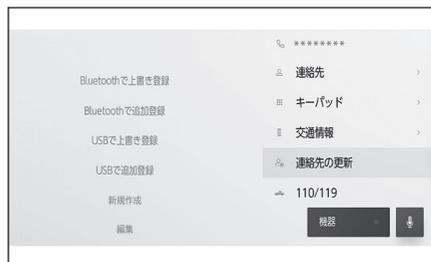 Bluetoothで上書き登録
Bluetoothで追加登録
USBで上書き登録
USBで追加登録
新規作成
編集
********
連絡先
キーパッド
交通情報
連絡先の更新
110/119
機器